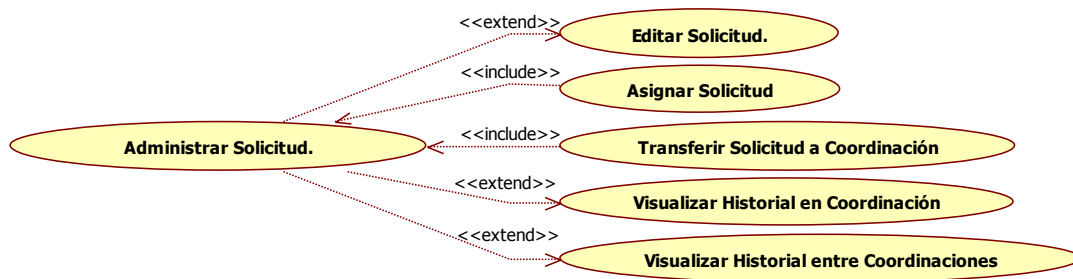 <<extend>>
Editar Solicitud.
<<include>>
Asignar Solicitud
Administrar Solicitud.
<<include>>
Transferir Solicitud a Coordinación
<<extend>>
Visualizar Historial en Coordinación
<<extend>>
Visualizar Historial entre Coordinaciones